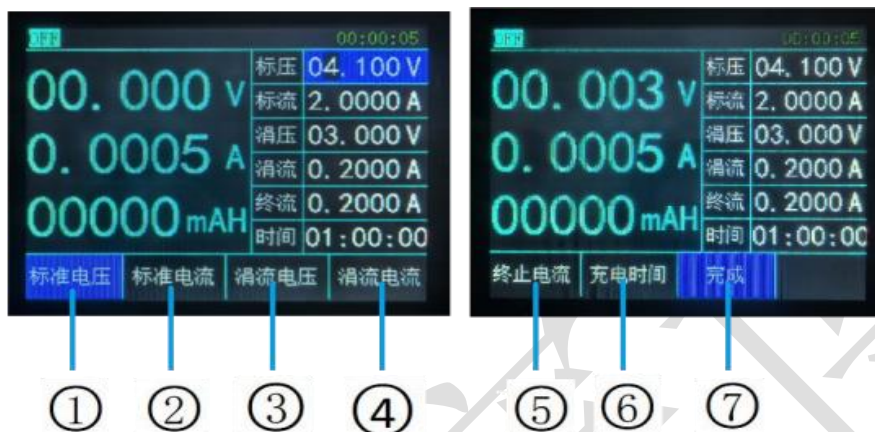 OFF 00:00:05
00.000 V
0.0005 A
00000 mAH
标压 04.100 V
标流 2.0000 A
涓压 03.000 V
涓流 0.2000 A
终流 0.2000 A
时间 01:00:00
标准电压 标准电流 涓流电压 涓流电流
① ② ③ ④
OFF 00:00:05
00.003 V
0.0005 A
00000 mAH
标压 04.100 V
标流 2.0000 A
涓压 03.000 V
涓流 0.2000 A
终流 0.2000 A
时间 01:00:00
终止电流 充电时间 完成
⑤ ⑥ ⑦